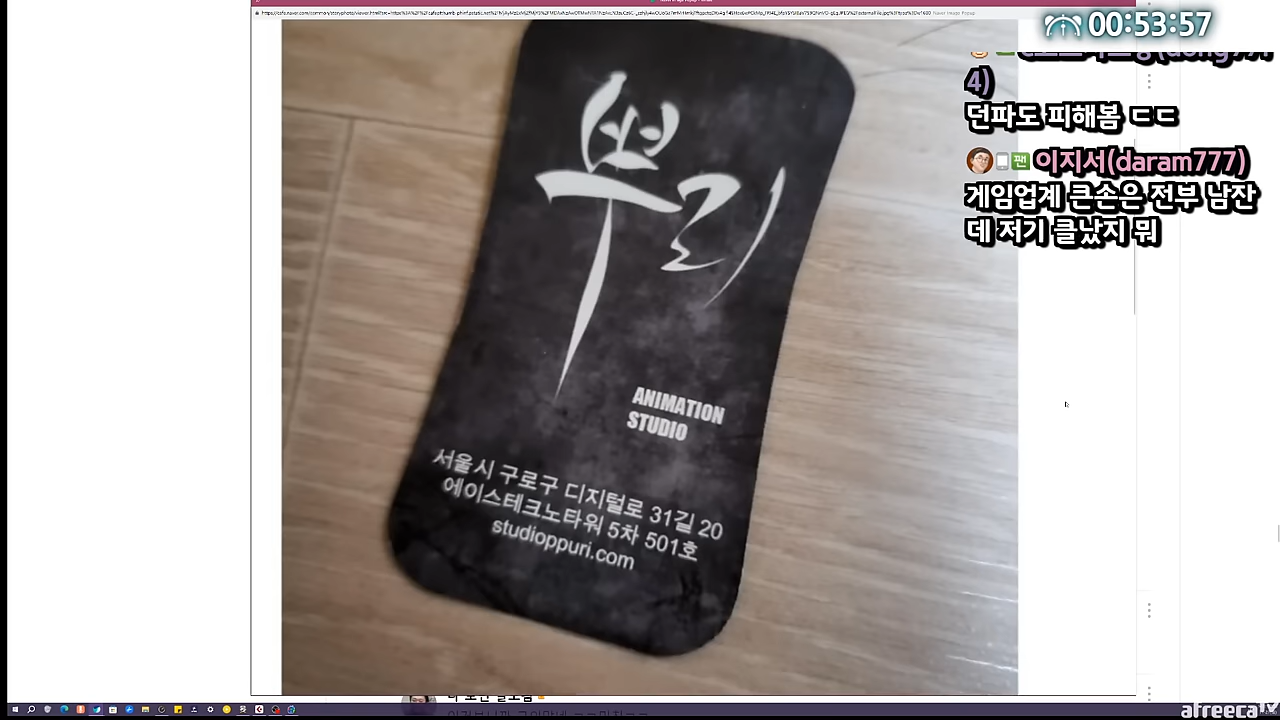 00:53:57
4)
던파도 피해봄 ㄷㄷ
팬 이지서(daram777)
게임업계 큰손은 전부 남잔
데 저기 클났지 뭐
뿌리
ANIMATION
STUDIO
서울시 구로구 디지털로 31길 20
에이스테크노타워 5차 501호
studioppuri.com
afreecaTV